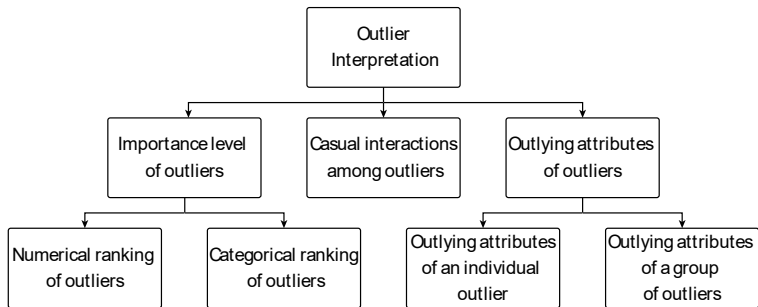 Outlier
Interpretation
Importance level
of outliers
Casual interactions
among outliers
Outlying attributes
of outliers
Numerical ranking
of outliers
Categorical ranking
of outliers
Outlying attributes
of an individual
outlier
Outlying attributes
of a group
of outliers